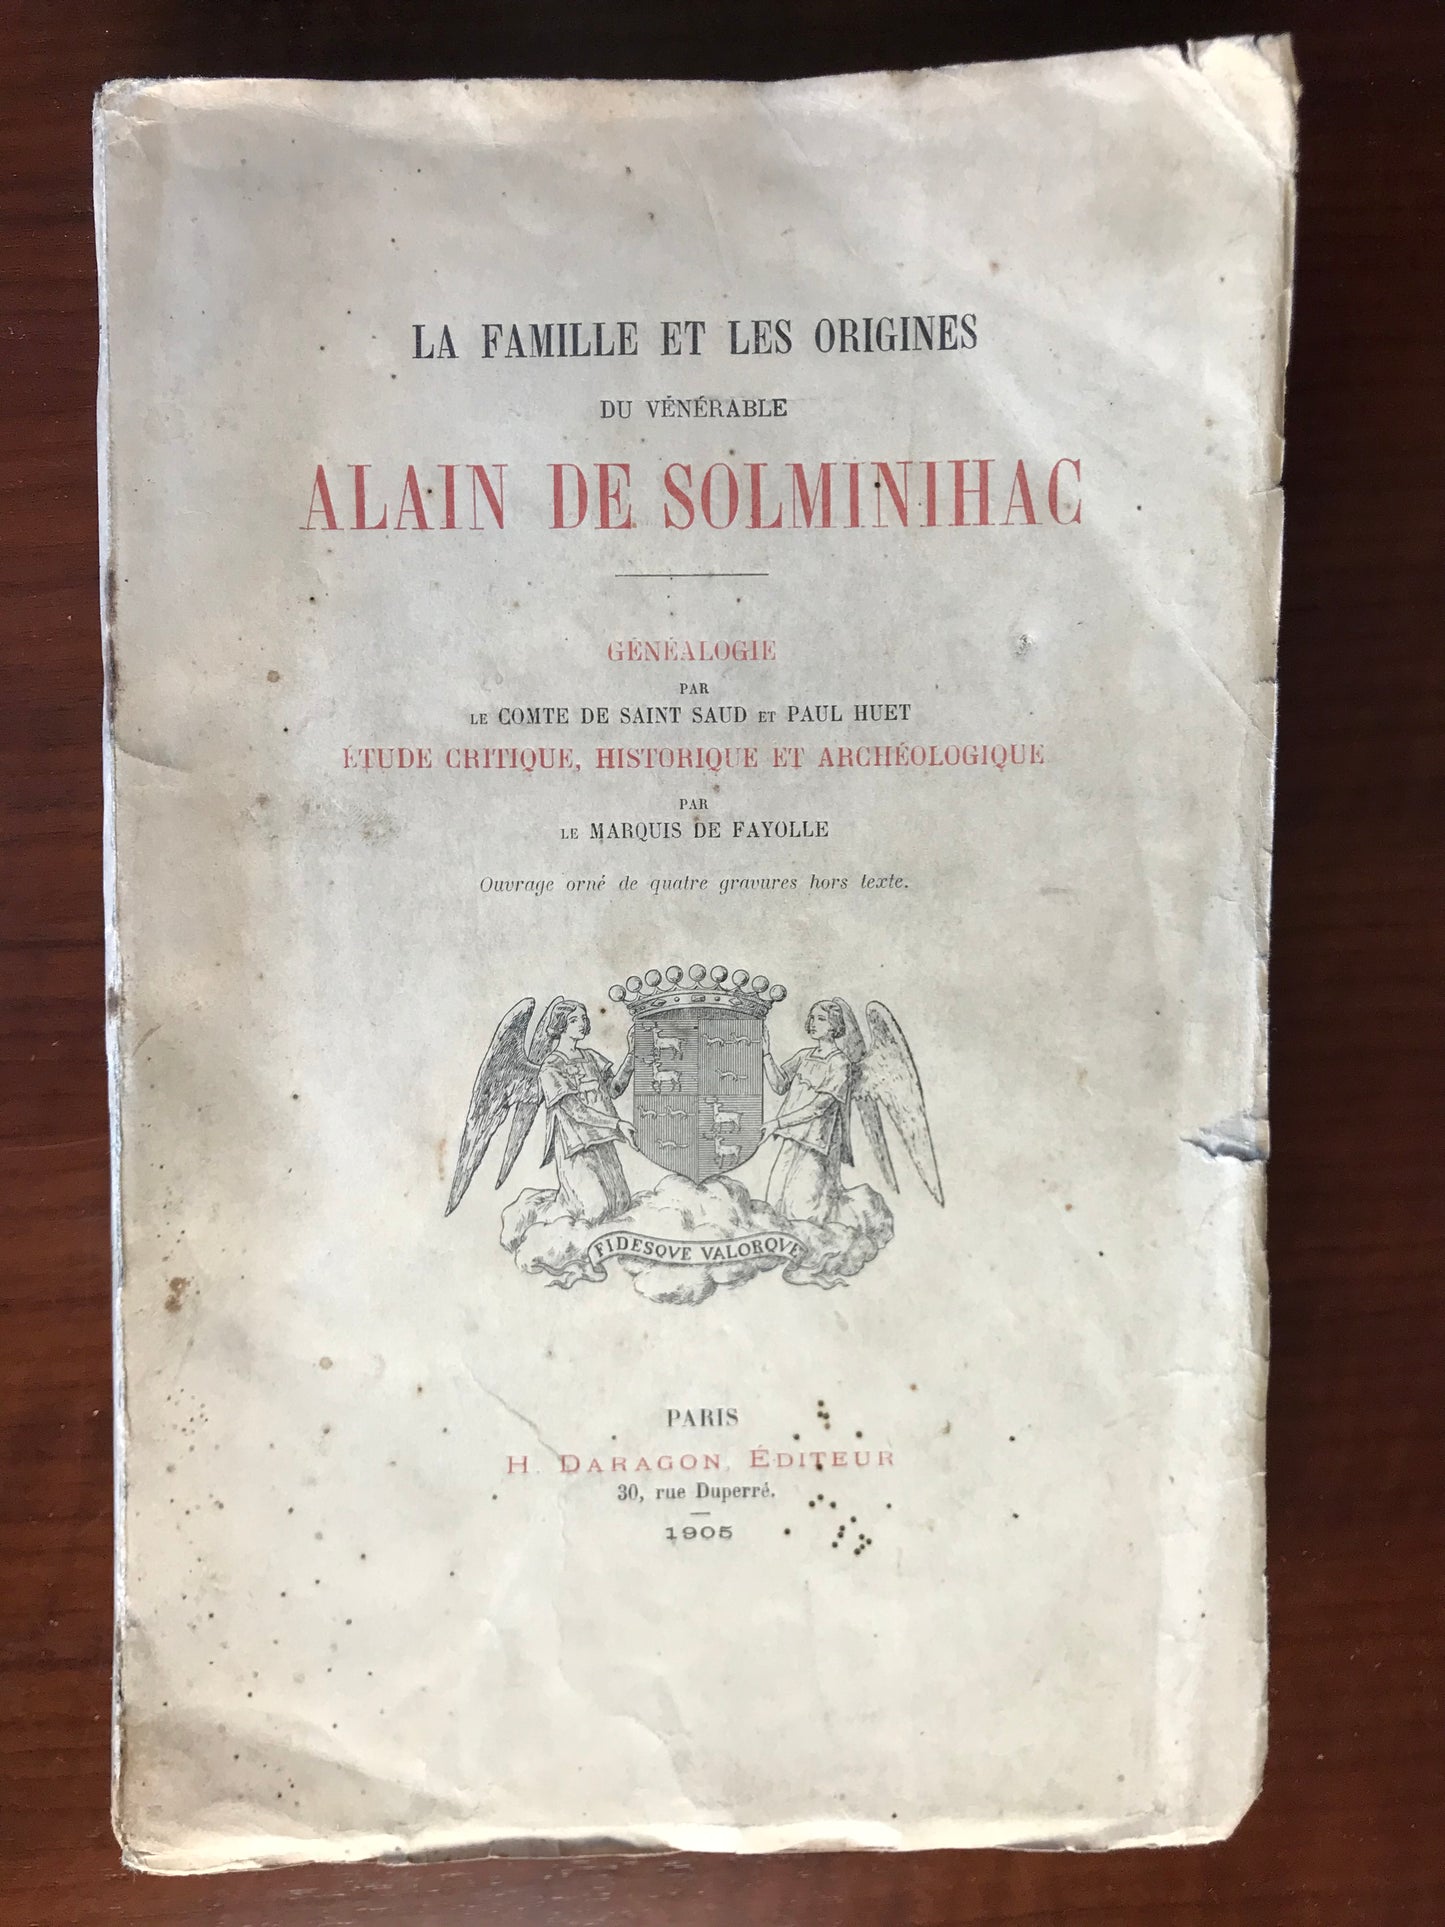 LA FAMILLE ET LES ORIGINES
DU VÉNÉRABLE
ALAIN DE SOLMINIHAC
GÉNÉALOGIE
PAR
LE COMTE DE SAINT SAUD ET PAUL HUET
ÉTUDE CRITIQUE, HISTORIQUE ET ARCHÉOLOGIQUE
PAR
LE MARQUIS DE FAYOLLE
Ouvrage orné de quatre gravures hors texte.
FIDESQVE VALORQVE
PARIS
H. DARAGON, ÉDITEUR
30, rue Duperré.
1905